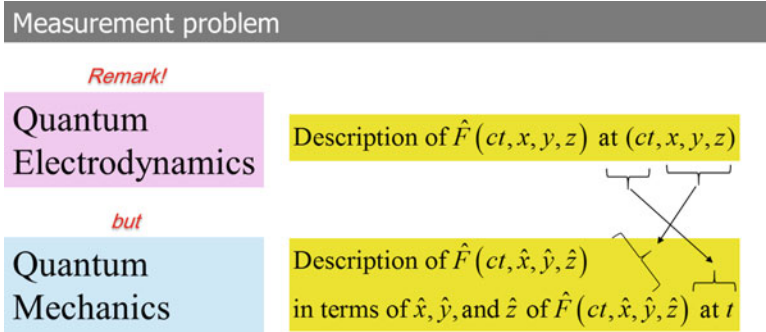 Measurement problem
Remark!
Quantum
Electrodynamics
Description of F̂(ct, x, y, z) at (ct, x, y, z)
but
Quantum
Mechanics
Description of F̂(ct, x̂, ŷ, ẑ)
in terms of x̂, ŷ, and ẑ of F̂(ct, x̂, ŷ, ẑ) at t